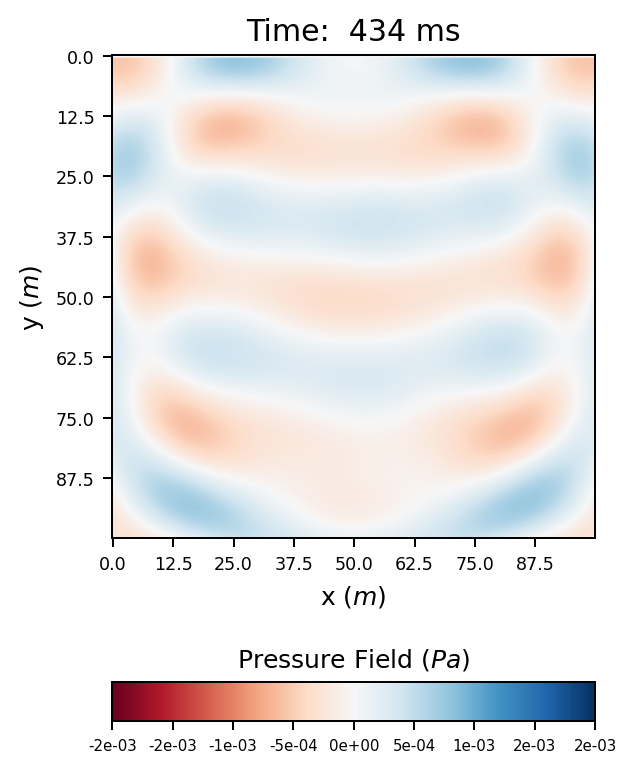 Time:  434 ms
0.0
12.5
25.0
37.5
50.0
62.5
75.0
87.5
y (m)
0.0 12.5 25.0 37.5 50.0 62.5 75.0 87.5
x (m)
Pressure Field (Pa)
-2e-03 -2e-03 -1e-03 -5e-04 0e+00 5e-04 1e-03 2e-03 2e-03